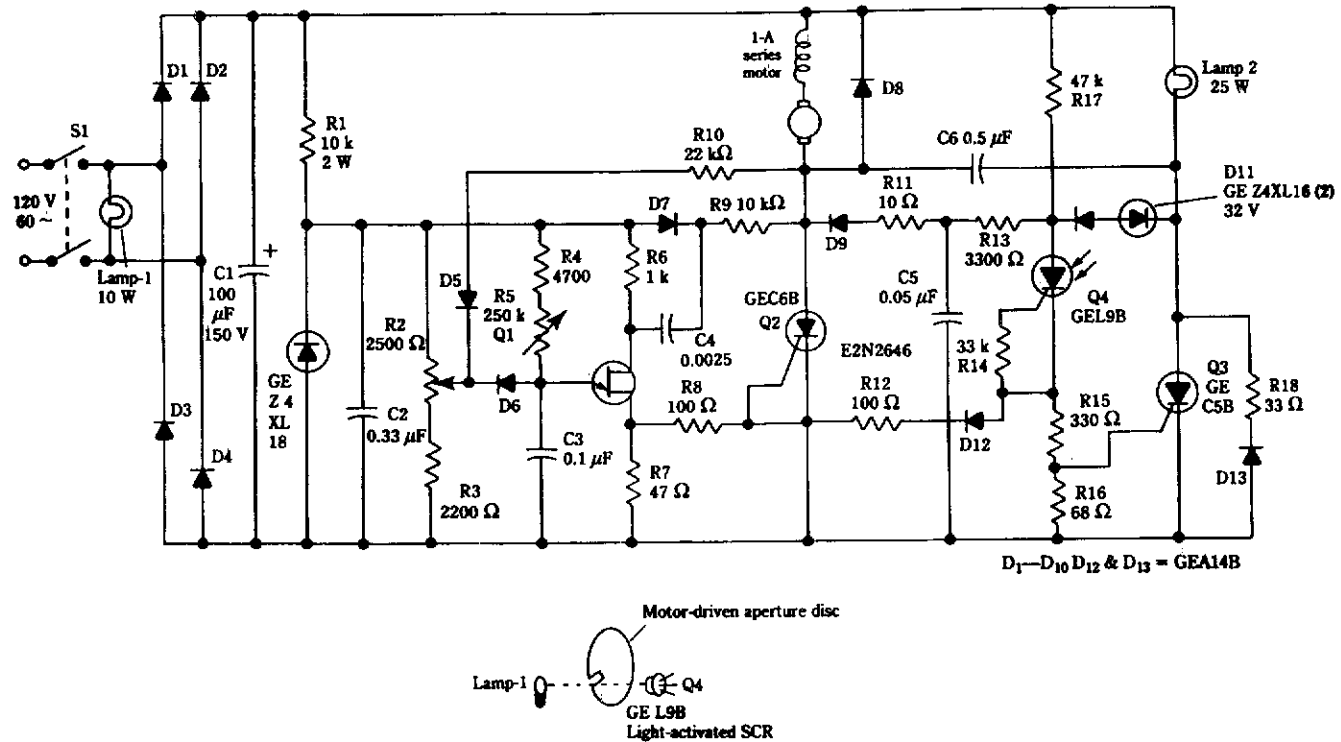 1-A
series
motor
D1
D2
D8
47 k
R17
Lamp 2
25 W
S1
R1
10 k
2 W
R10
22 kΩ
C6 0.5 μF
D11
GE Z4XL16 (2)
32 V
120 V
60 ~
Lamp-1
10 W
C1
100
μF
150 V
+
D7
R9 10 kΩ
R11
10 Ω
D9
R13
3300 Ω
R4
4700
R6
1 k
D5
R5
250 k
Q1
C4
0.0025
GEC6B
Q2
C5
0.05 μF
Q4
GEL9B
R2
2500 Ω
E2N2646
33 k
R14
GE
Z 4
XL
18
C2
0.33 μF
D6
R8
100 Ω
R12
100 Ω
D12
R15
330 Ω
Q3
GE
C5B
R18
33 Ω
D3
D4
C3
0.1 μF
R7
47 Ω
R3
2200 Ω
R16
68 Ω
D13
D1—D10 D12 & D13 = GEA14B
Motor-driven aperture disc
Lamp-1
Q4
GE L9B
Light-activated SCR